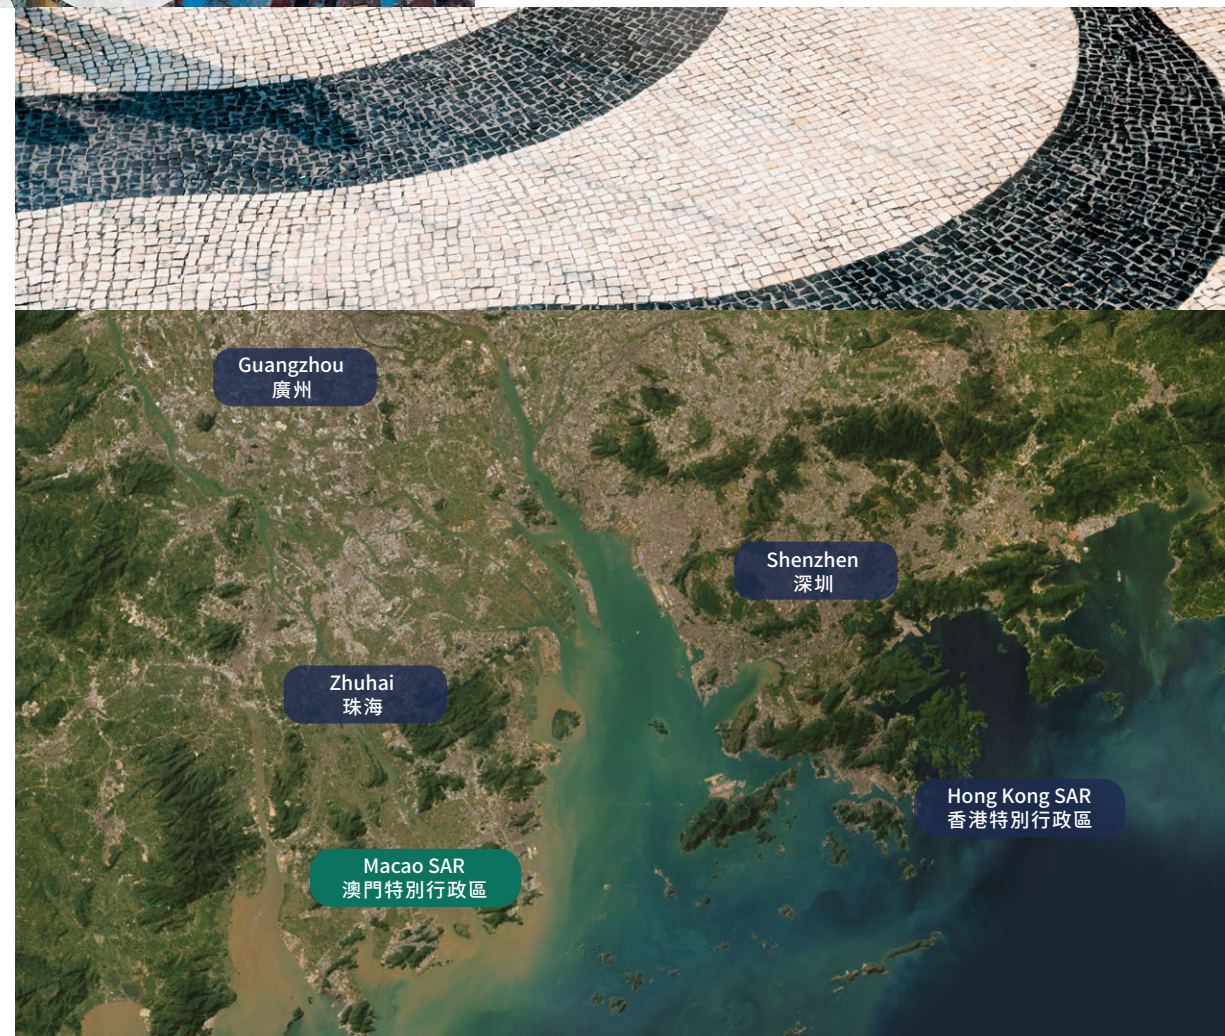 Guangzhou
廣州
Shenzhen
深圳
Zhuhai
珠海
Hong Kong SAR
香港特別行政區
Macao SAR
澳門特別行政區